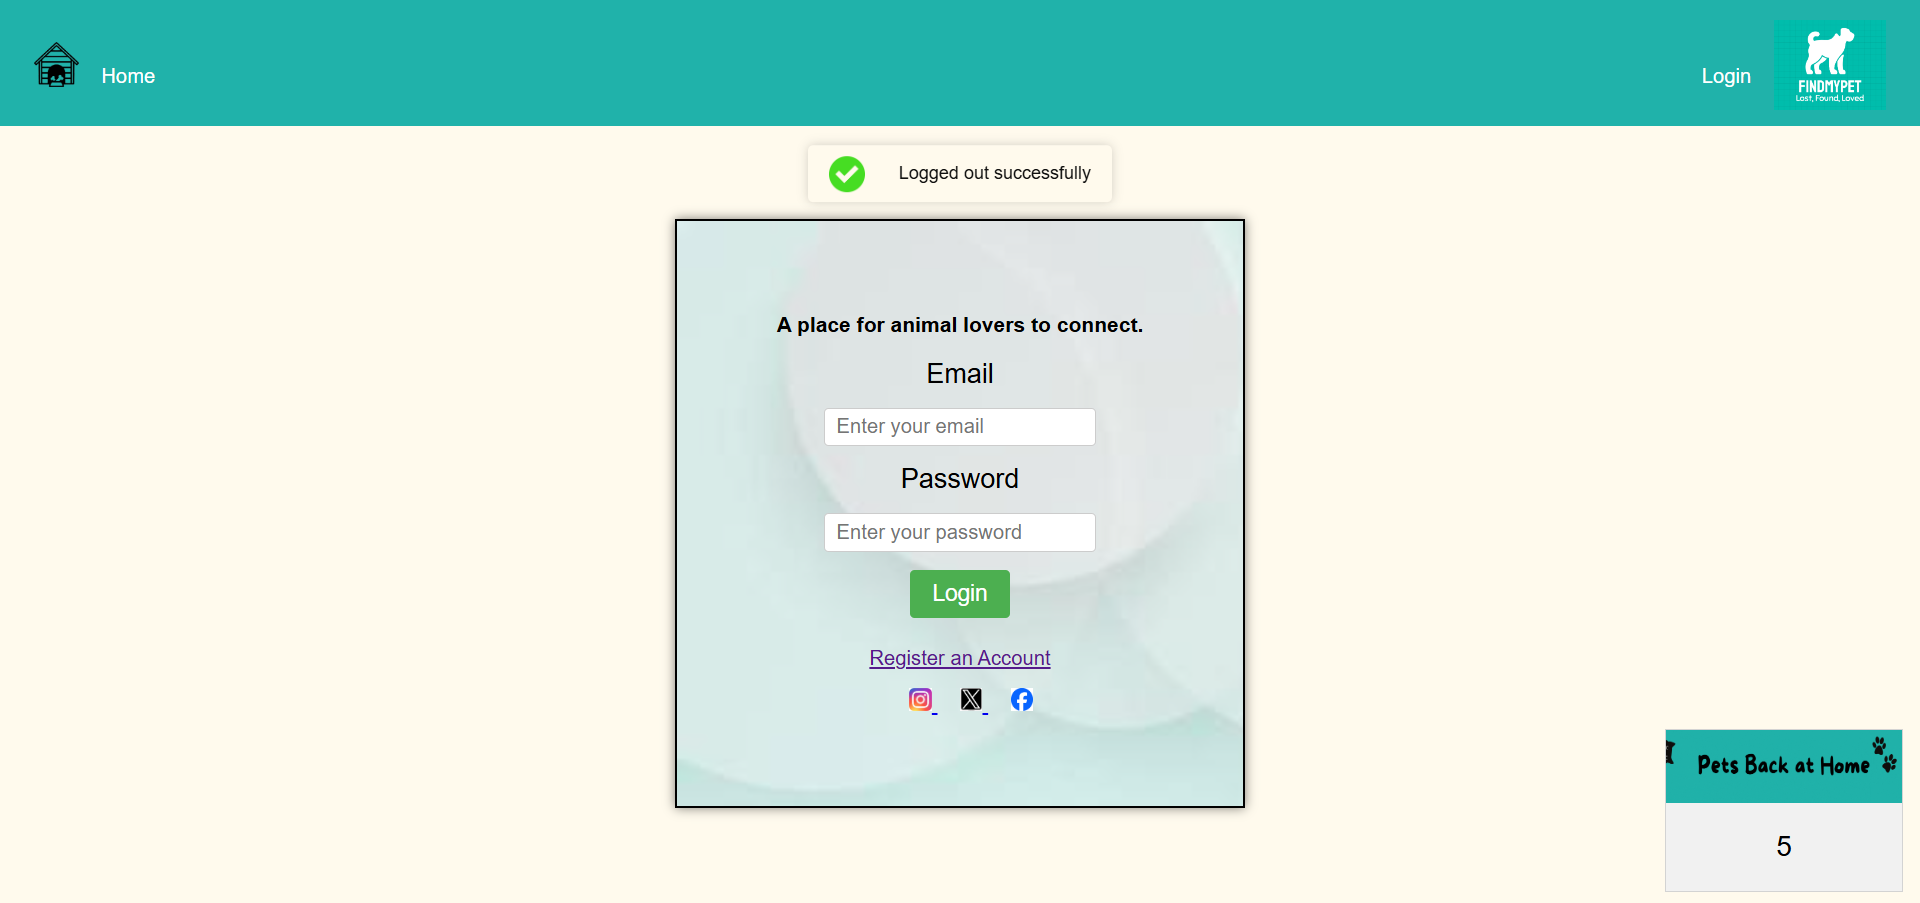 Home
Login
FINDMYPET
Lost, Found, Loved
Logged out successfully
A place for animal lovers to connect.
Email
Enter your email
Password
Enter your password
Login
Register an Account
Pets Back at Home
5